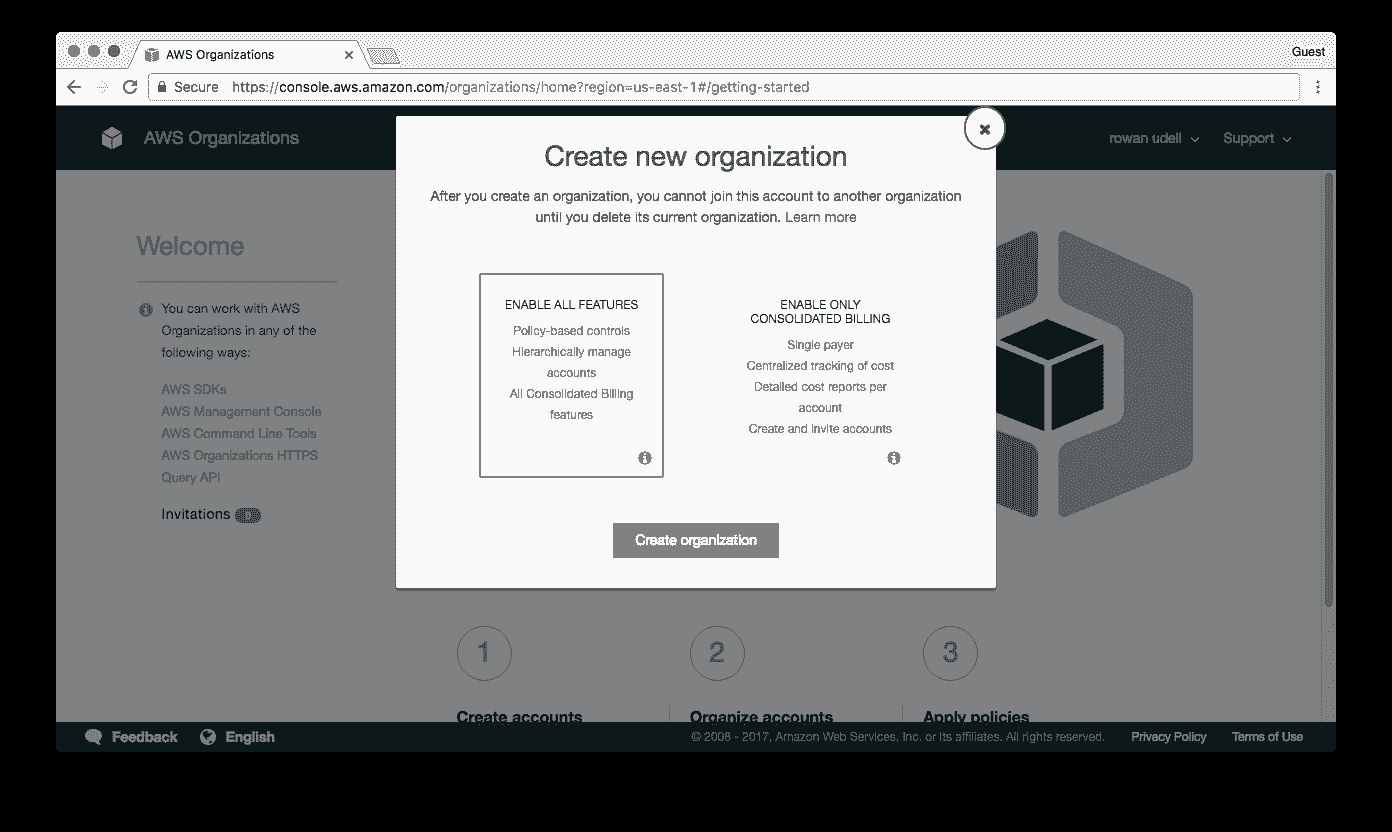 AWS Organizations
Guest
Secure https://console.aws.amazon.com/organizations/home?region=us-east-1#/getting-started
AWS Organizations
rowan udell
Support
Create new organization
After you create an organization, you cannot join this account to another organization
until you delete its current organization. Learn more
ENABLE ALL FEATURES
Policy-based controls
Hierarchically manage
accounts
All Consolidated Billing
features
ENABLE ONLY
CONSOLIDATED BILLING
Single payer
Centralized tracking of cost
Detailed cost reports per
account
Create and invite accounts
Create organization
Welcome
You can work with AWS
Organizations in any of the
following ways:
AWS SDKs
AWS Management Console
AWS Command Line Tools
AWS Organizations HTTPS
Query API
Invitations 0
1
2
3
Create accounts
Organize accounts
Apply policies
Feedback
English
© 2008 - 2017, Amazon Web Services, Inc. or its affiliates. All rights reserved.
Privacy Policy
Terms of Use